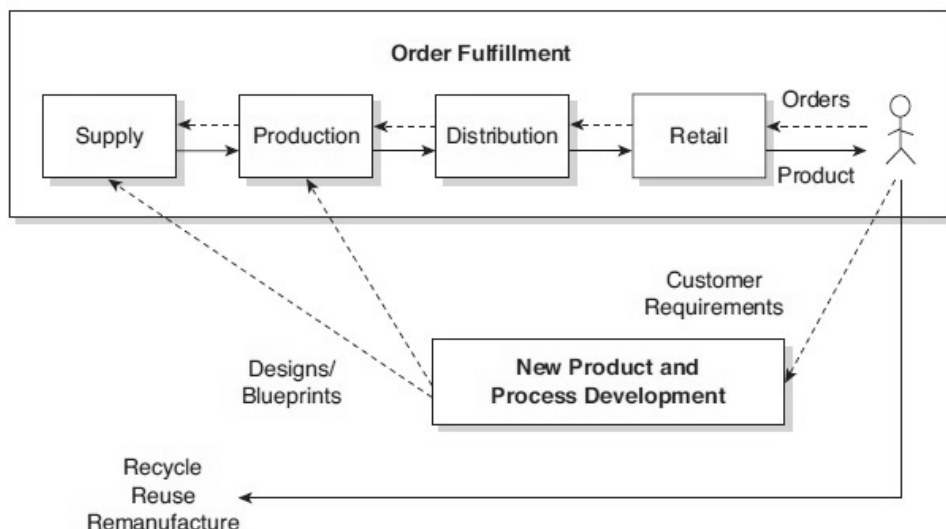 Order Fulfillment
Supply
Production
Distribution
Retail
Orders
Product
Customer
Requirements
Designs/
Blueprints
New Product and
Process Development
Recycle
Reuse
Remanufacture